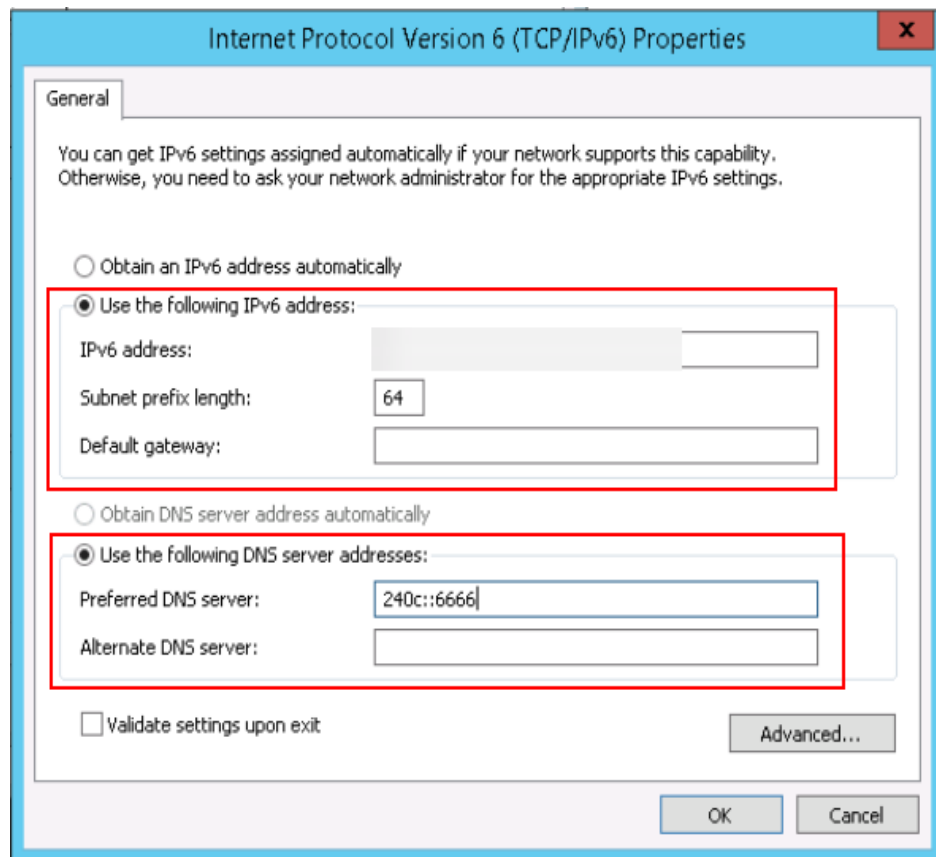 Internet Protocol Version 6 (TCP/IPv6) Properties
x
General
You can get IPv6 settings assigned automatically if your network supports this capability.
Otherwise, you need to ask your network administrator for the appropriate IPv6 settings.
Obtain an IPv6 address automatically
Use the following IPv6 address:
IPv6 address:
Subnet prefix length: 64
Default gateway:
Obtain DNS server address automatically
Use the following DNS server addresses:
Preferred DNS server: 240c::6666
Alternate DNS server:
Validate settings upon exit
Advanced...
OK Cancel